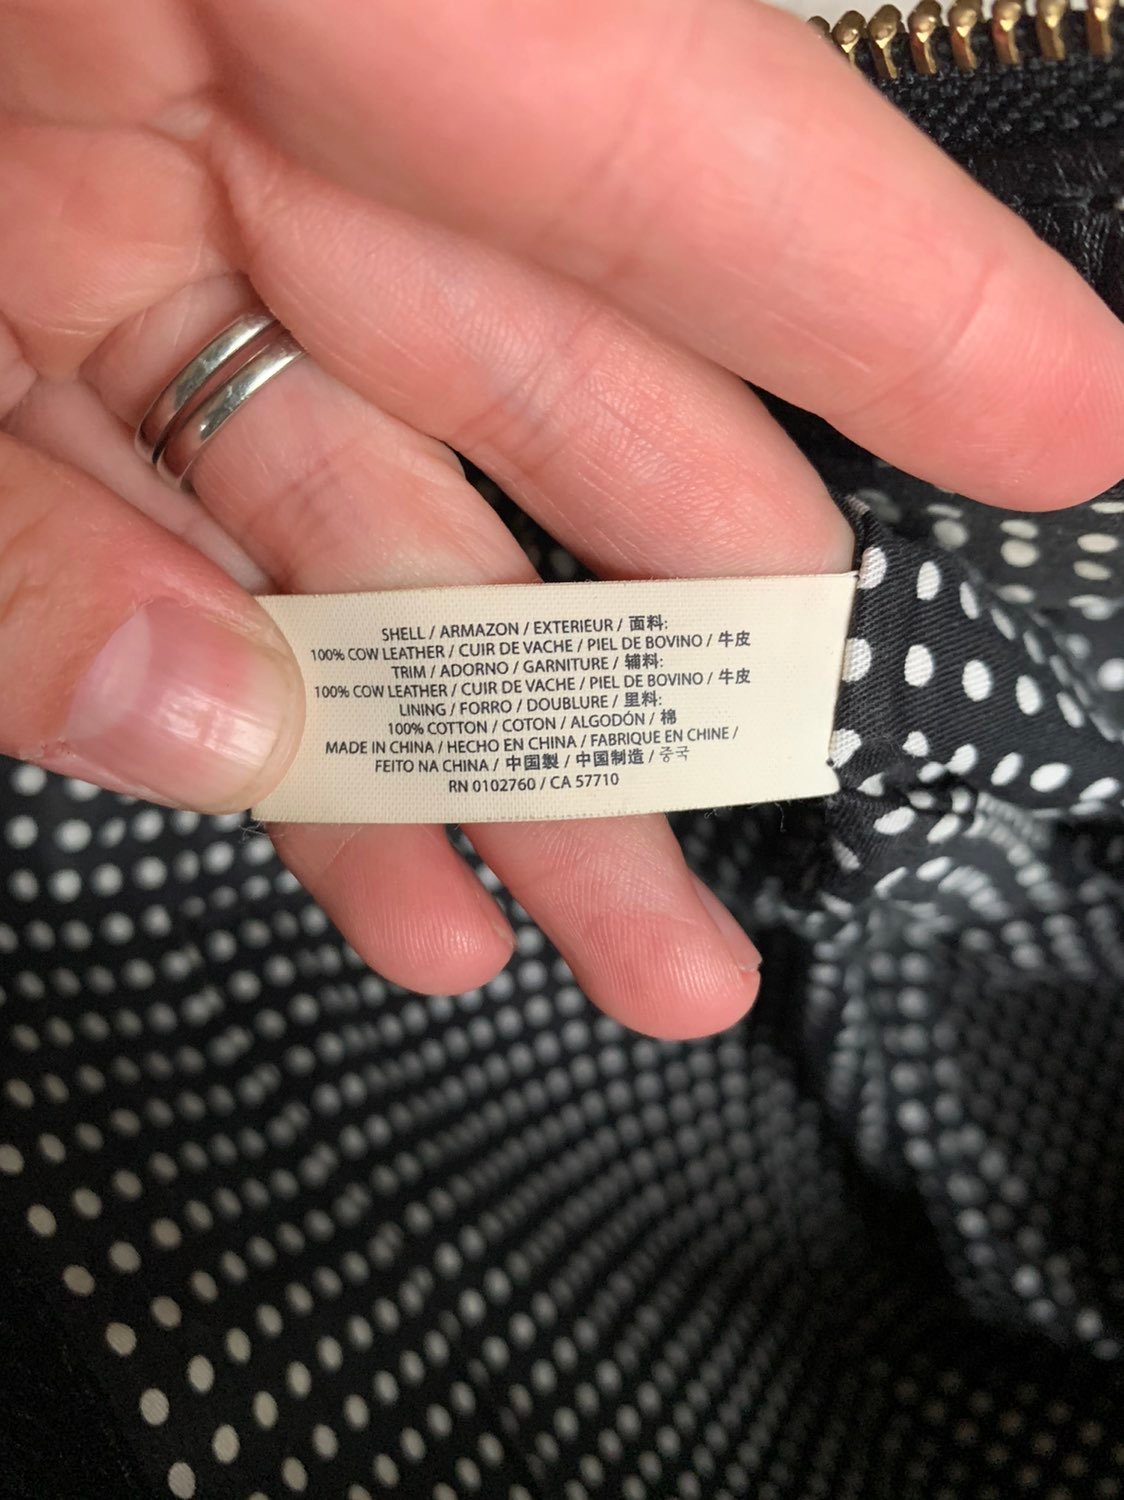 SHELL / ARMAZON / EXTERIEUR / 面料:
100% COW LEATHER / CUIR DE VACHE / PIEL DE BOVINO / 牛皮
TRIM / ADORNO / GARNITURE / 辅料:
100% COW LEATHER / CUIR DE VACHE / PIEL DE BOVINO / 牛皮
LINING / FORRO / DOUBLURE / 里料:
100% COTTON / COTON / ALGODÓN / 棉
MADE IN CHINA / HECHO EN CHINA / FABRIQUE EN CHINE /
FEITO NA CHINA / 中国製 / 中国制造 / 중국
RN 0102760 / CA 57710